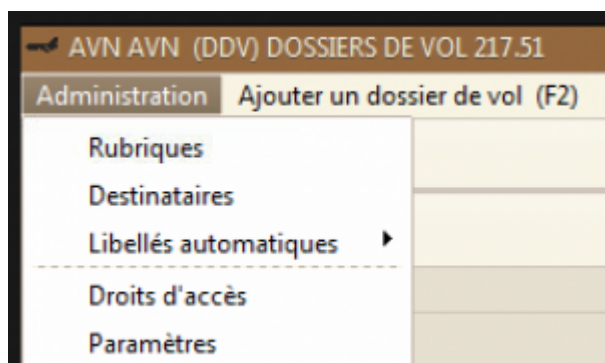 AVN AVN (DDV) DOSSIERS DE VOL 217.51
Administration Ajouter un dossier de vol (F2)
Rubriques
Destinataires
Libellés automatiques
Droits d'accès
Paramètres